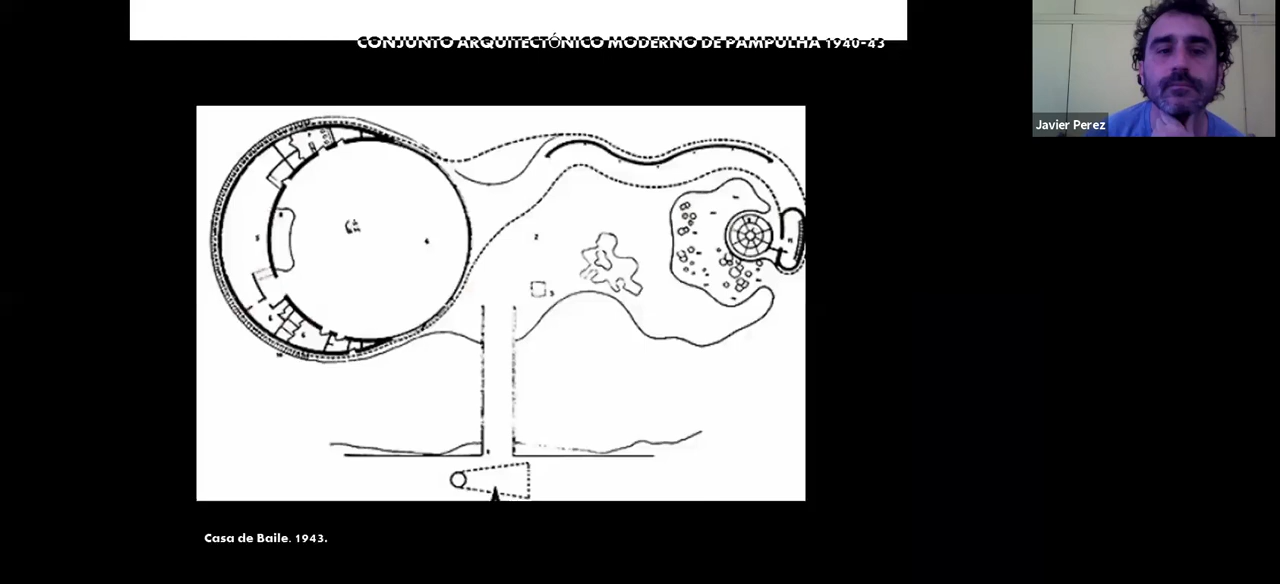 CONJUNTO ARQUITECTÓNICO MODERNO DE PAMPULHA 1940-43
Javier Perez
Casa de Baile. 1943.